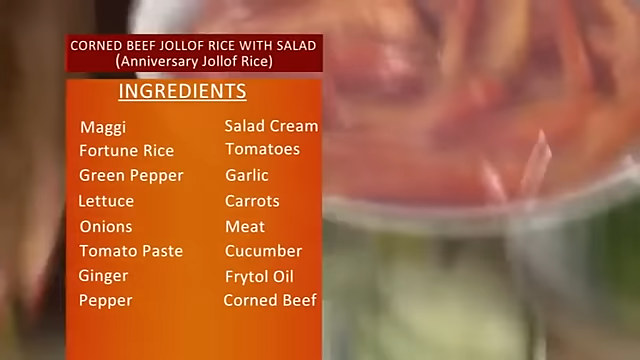 CORNED BEEF JOLLOF RICE WITH SALAD
(Anniversary Jollof Rice)
INGREDIENTS
Maggi
Fortune Rice
Green Pepper
Lettuce
Onions
Tomato Paste
Ginger
Pepper
Salad Cream
Tomatoes
Garlic
Carrots
Meat
Cucumber
Frytol Oil
Corned Beef